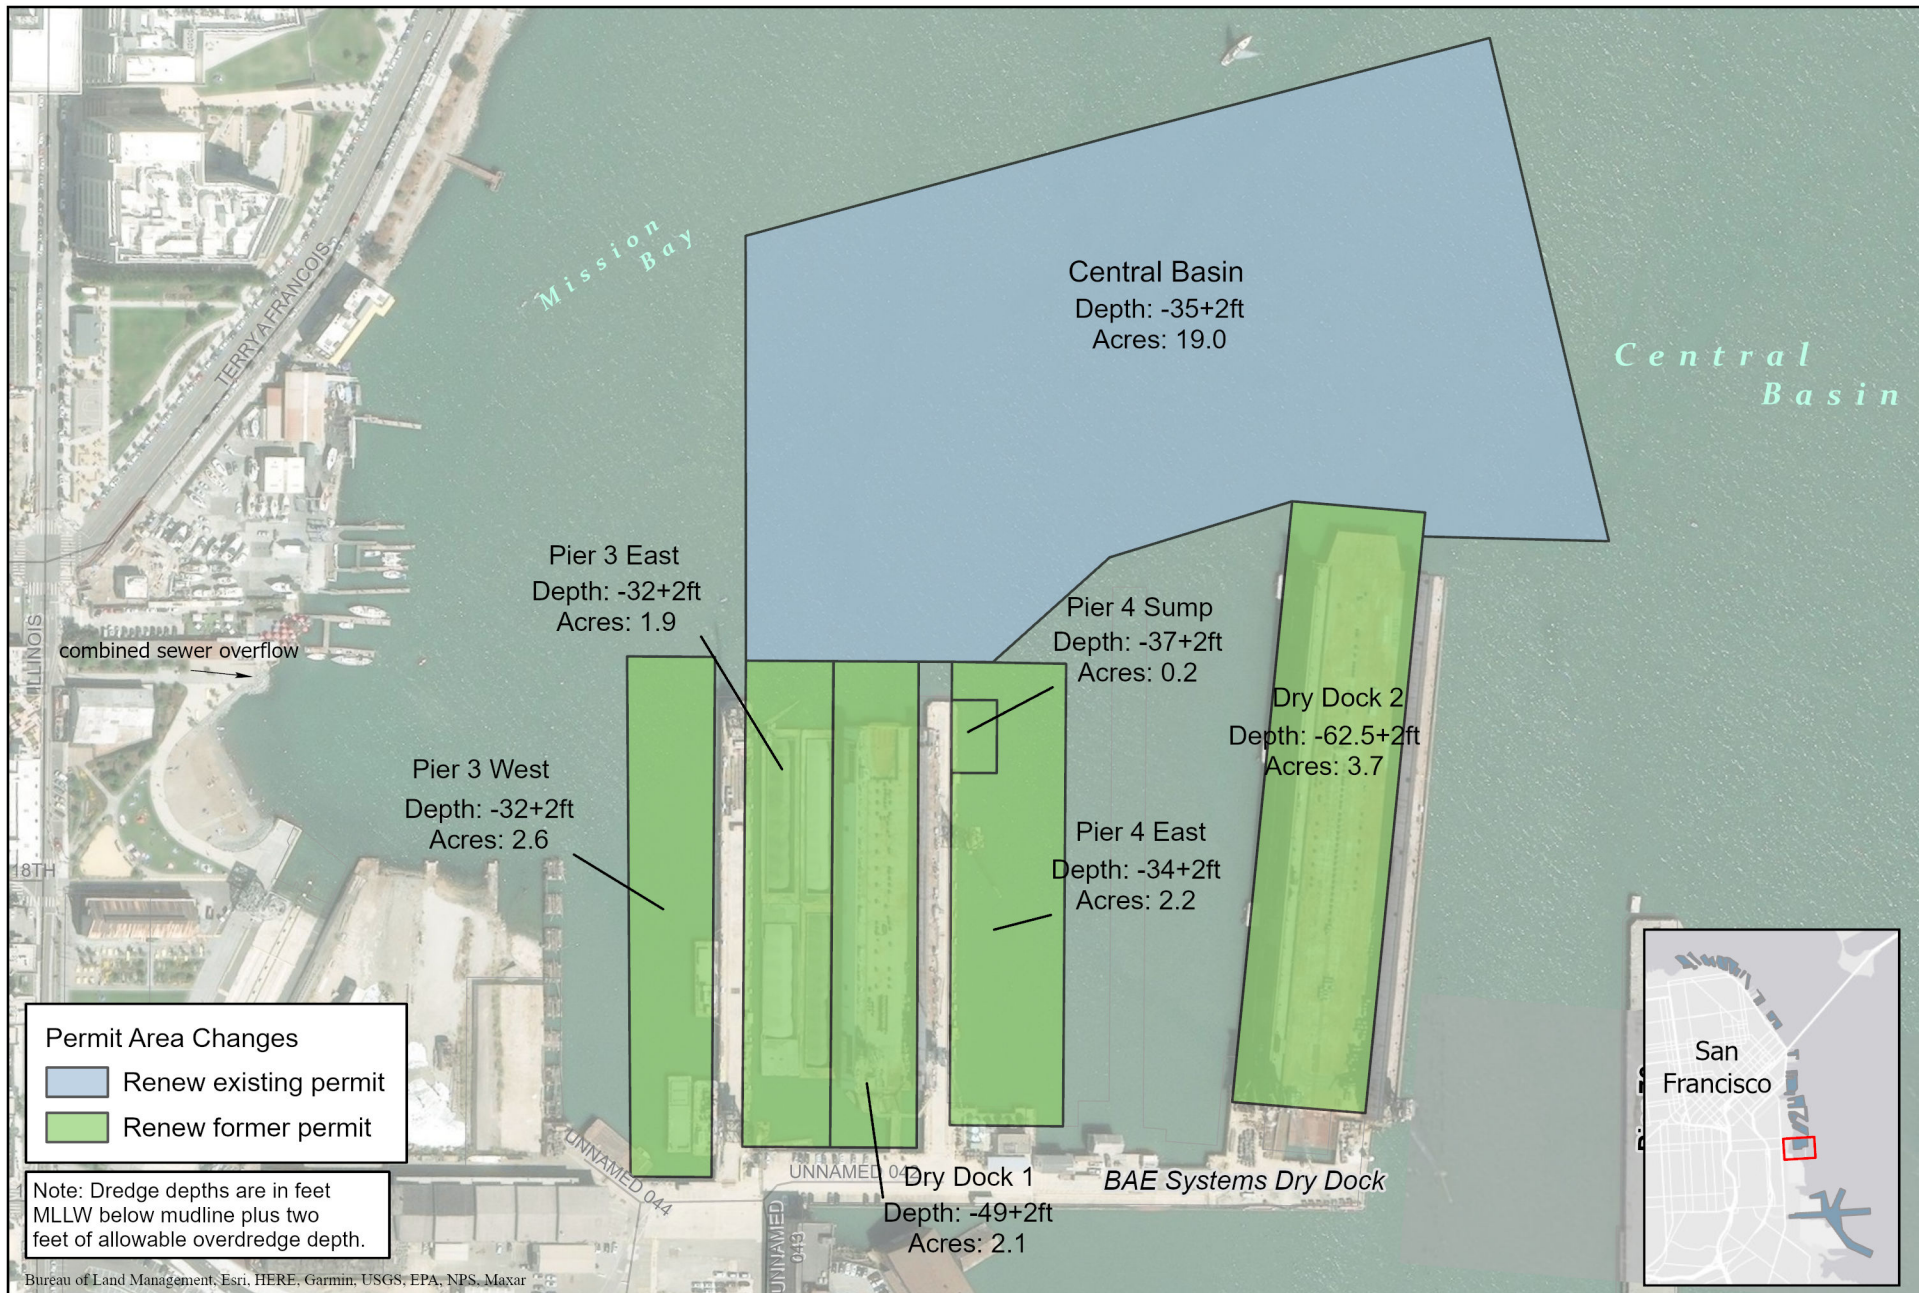 Mission
Bay
TERRY A FRANCOIS
Central Basin
Depth: -35+2ft
Acres: 19.0
Central
Basin
Pier 3 East
Depth: -32+2ft
Acres: 1.9
Pier 4 Sump
Depth: -37+2ft
Acres: 0.2
ILLINOIS
combined sewer overflow
Dry Dock 2
Depth: -62.5+2ft
Acres: 3.7
Pier 3 West
Depth: -32+2ft
Acres: 2.6
Pier 4 East
Depth: -34+2ft
Acres: 2.2
18TH
Permit Area Changes
Renew existing permit
Renew former permit
San
Francisco
UNNAMED 044
UNNAMED 042
Dry Dock 1
Depth: -49+2ft
Acres: 2.1
BAE Systems Dry Dock
UNNAMED
043
Note: Dredge depths are in feet
MLLW below mudline plus two
feet of allowable overdredge depth.
Bureau of Land Management, Esri, HERE, Garmin, USGS, EPA, NPS, Maxar